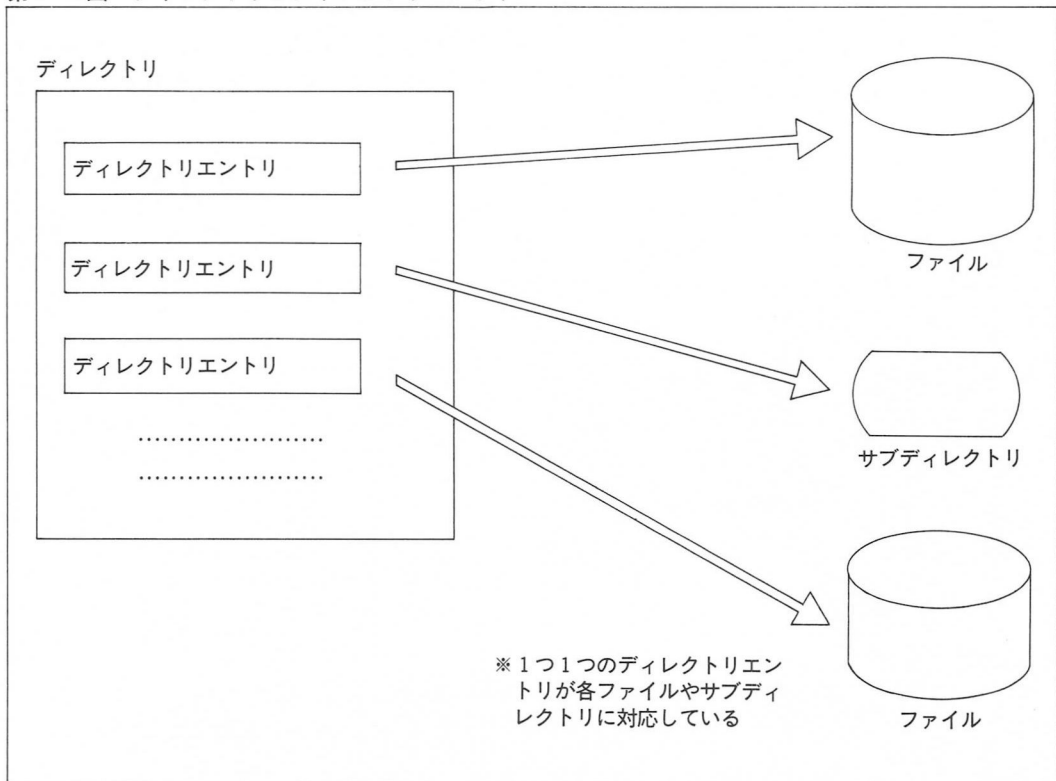 ディレクトリ
ディレクトリエントリ
ディレクトリエントリ
ディレクトリエントリ
........................
........................
ファイル
サブディレクトリ
ファイル
※1つ1つのディレクトリエン
トリが各ファイルやサブディ
レクトリに対応している